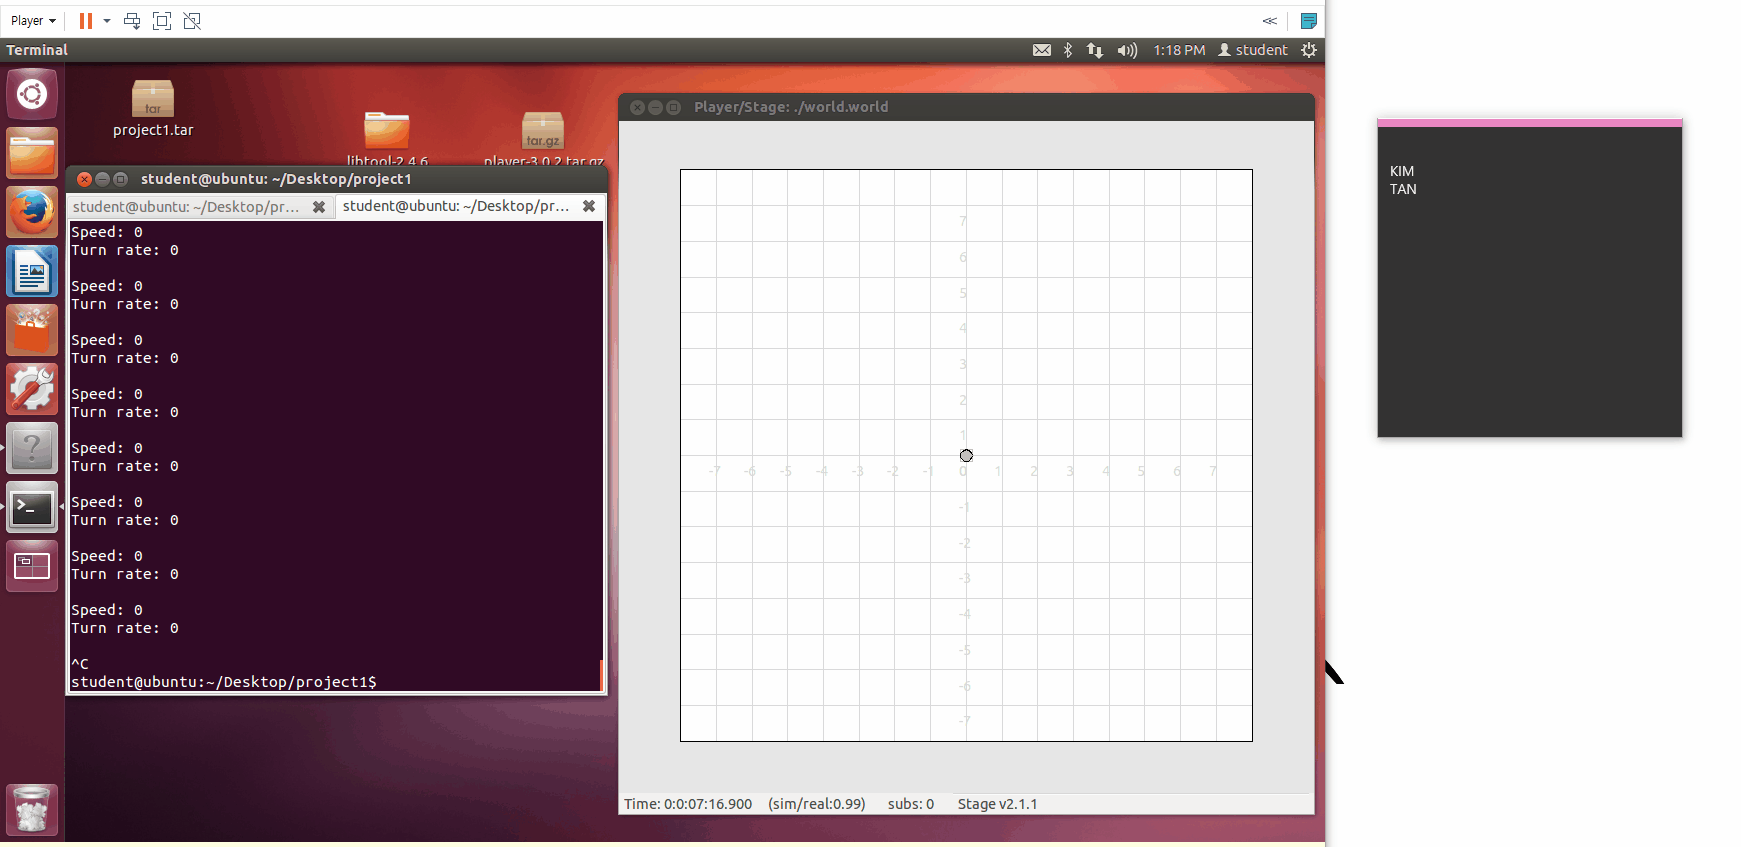 Player
Terminal
1:18 PM
student
project1.tar
libtool-2.4.6
player-3.0.2.tar.gz
tar
tar.gz
student@ubuntu: ~/Desktop/project1
student@ubuntu: ~/Desktop/pr...
student@ubuntu: ~/Desktop/pr...
Speed: 0
Turn rate: 0
Speed: 0
Turn rate: 0
Speed: 0
Turn rate: 0
Speed: 0
Turn rate: 0
Speed: 0
Turn rate: 0
Speed: 0
Turn rate: 0
Speed: 0
Turn rate: 0
Speed: 0
Turn rate: 0
^C
student@ubuntu:~/Desktop/project1$
Player/Stage: ./world.world
7
6
5
4
3
2
1
-7 -6 -5 -4 -3 -2 -1 0 1 2 3 4 5 6 7
-1
-2
-3
-4
-5
-6
-7
Time: 0:0:07:16.900 (sim/real:0.99) subs: 0 Stage v2.1.1
KIM
TAN